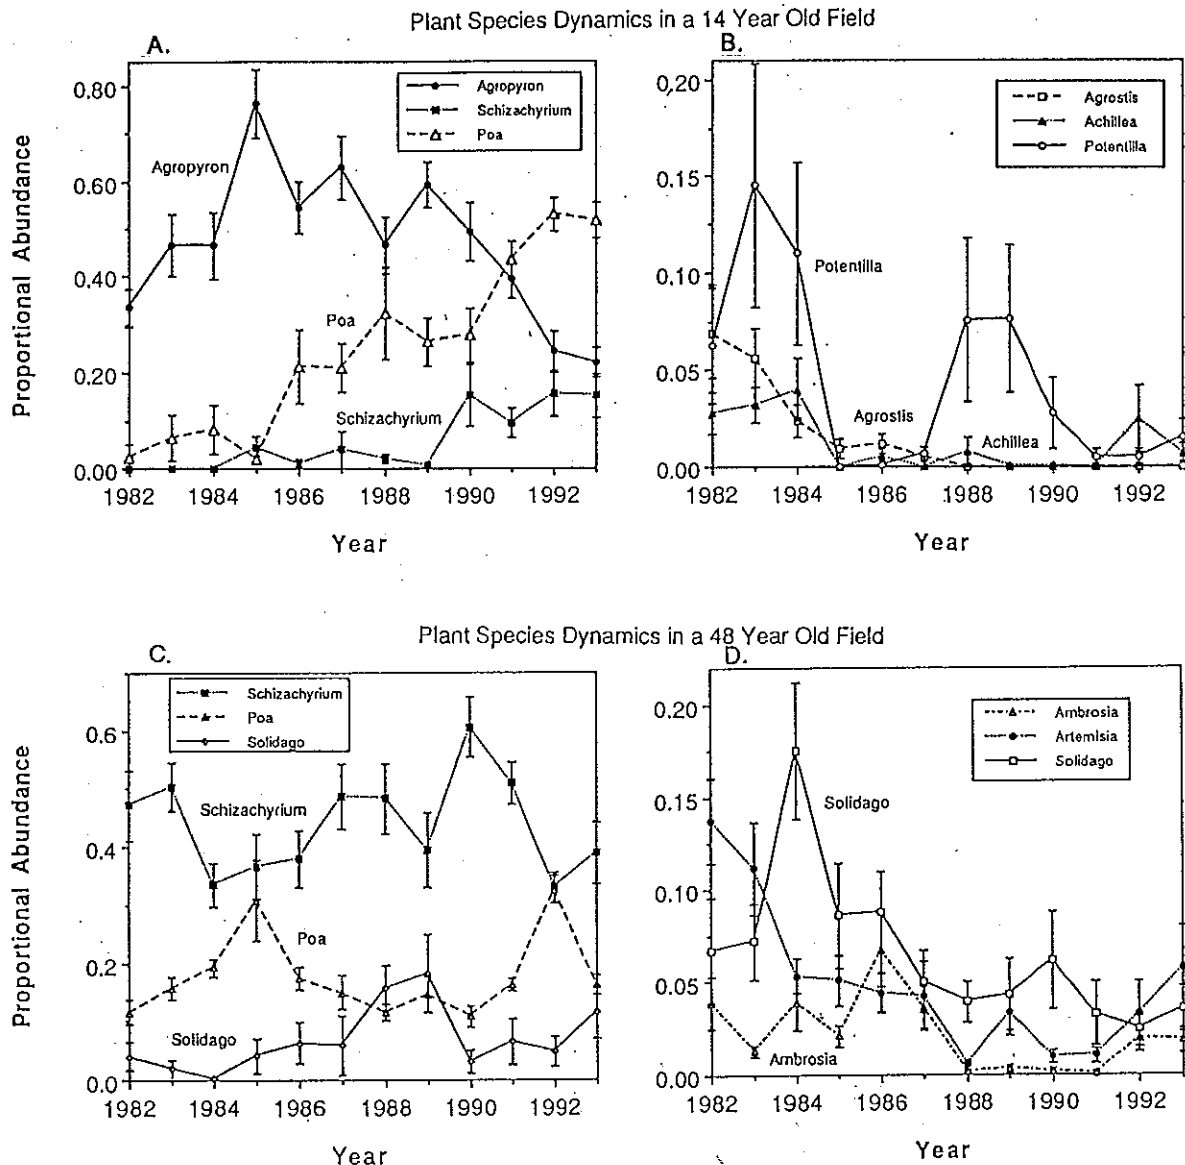 Plant Species Dynamics in a 14 Year Old Field
A.
B.
Proportional Abundance
0.80
0.60
0.40
0.20
0.00
Agropyron
Schizachyrium
Poa
Agropyron
Poa
Schizachyrium
1982 1984 1986 1988 1990 1992
Year
0.20
0.15
0.10
0.05
0.00
Agrostis
Achillea
Potentilla
Potentilla
Agrostis
Achillea
1982 1984 1986 1988 1990 1992
Year
Plant Species Dynamics in a 48 Year Old Field
C.
D.
Proportional Abundance
0.6
0.4
0.2
0.0
Schizachyrium
Poa
Solidago
Schizachyrium
Poa
Solidago
1982 1984 1986 1988 1990 1992
Year
0.20
0.15
0.10
0.05
0.00
Ambrosia
Artemisia
Solidago
Solidago
Ambrosia
1982 1984 1986 1988 1990 1992
Year